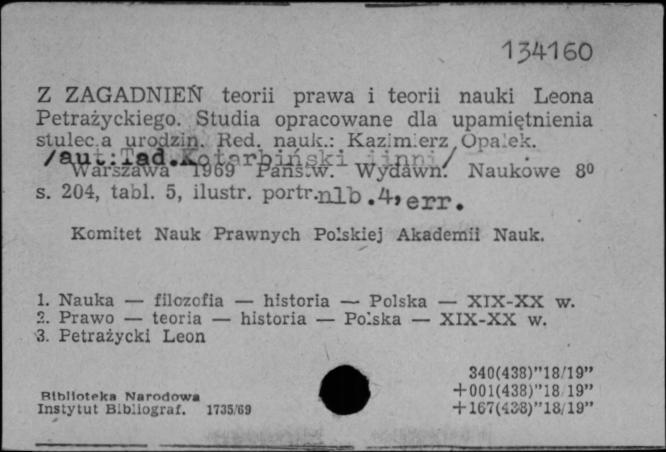 134160
Z ZAGADNIEŃ teorii prawa i teorii nauki Leona
Petrażyckiego. Studia opracowane dla upamiętnienia
stulec.a urodzin. Red. nauk.: Kazimierz Opałek.
/aut:Tad.Kotarbiński iinni/
Warszawa 1969 Państw. Wydawn. Naukowe 8⁰
s. 204, tabl. 5, ilustr. portr.nlb.4,err.
Komitet Nauk Prawnych Polskiej Akademii Nauk.
1. Nauka — filozofia — historia — Polska — XIX-XX w.
2. Prawo — teoria — historia — Polska — XIX-XX w.
3. Petrażycki Leon
340(438)"18/19"
+001(438)"18/19"
+167(438)"18/19"
Biblioteka Narodowa
Instytut Bibliograf. 1735/69